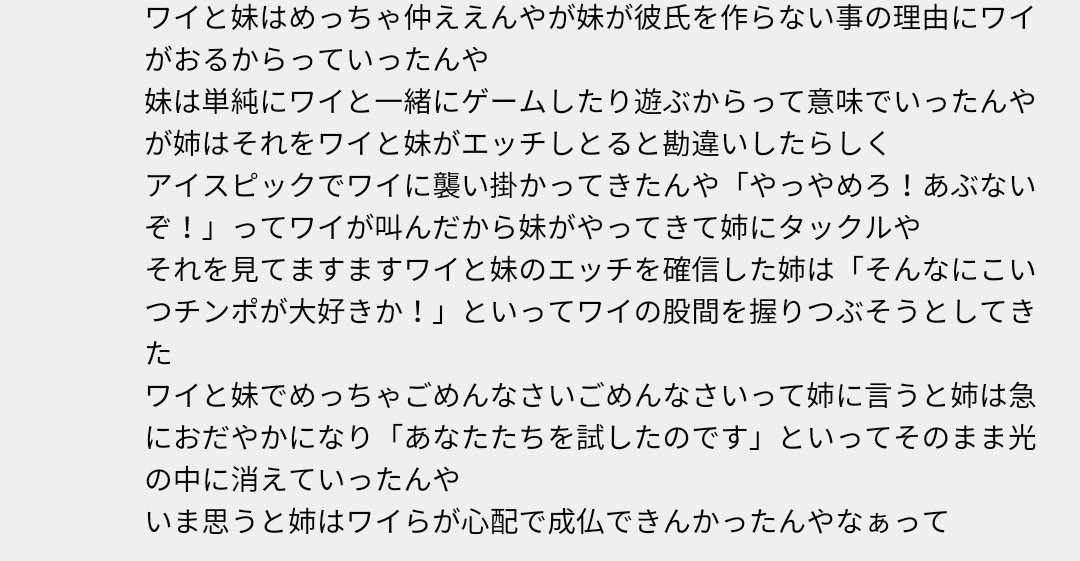 ワイと妹はめっちゃ仲ええんやが妹が彼氏を作らない事の理由にワイ
がおるからっていったんや
妹は単純にワイと一緒にゲームしたり遊ぶからって意味でいったんや
が姉はそれをワイと妹がエッチしとると勘違いしたらしく
アイスピックでワイに襲い掛かってきたんや「やっやめろ！あぶない
ぞ！」ってワイが叫んだから妹がやってきて姉にタックルや
それを見てますますワイと妹のエッチを確信した姉は「そんなにこい
つチンポが大好きか！」といってワイの股間を握りつぶそうとしてき
た
ワイと妹でめっちゃごめんなさいごめんなさいって姉に言うと姉は急
におだやかになり「あなたたちを試したのです」といってそのまま光
の中に消えていったんや
いま思うと姉はワイらが心配で成仏できんかったんやなぁって